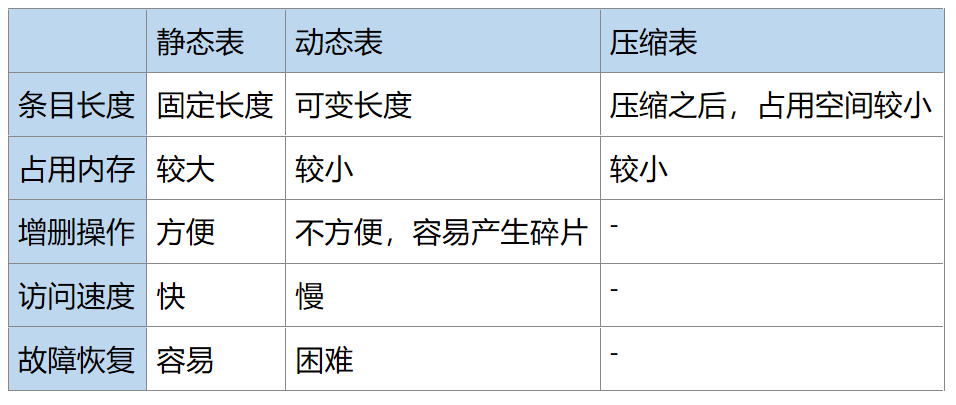 静态表 动态表 压缩表
条目长度 固定长度 可变长度 压缩之后，占用空间较小
占用内存 较大 较小 较小
增删操作 方便 不方便，容易产生碎片 -
访问速度 快 慢 -
故障恢复 容易 困难 -